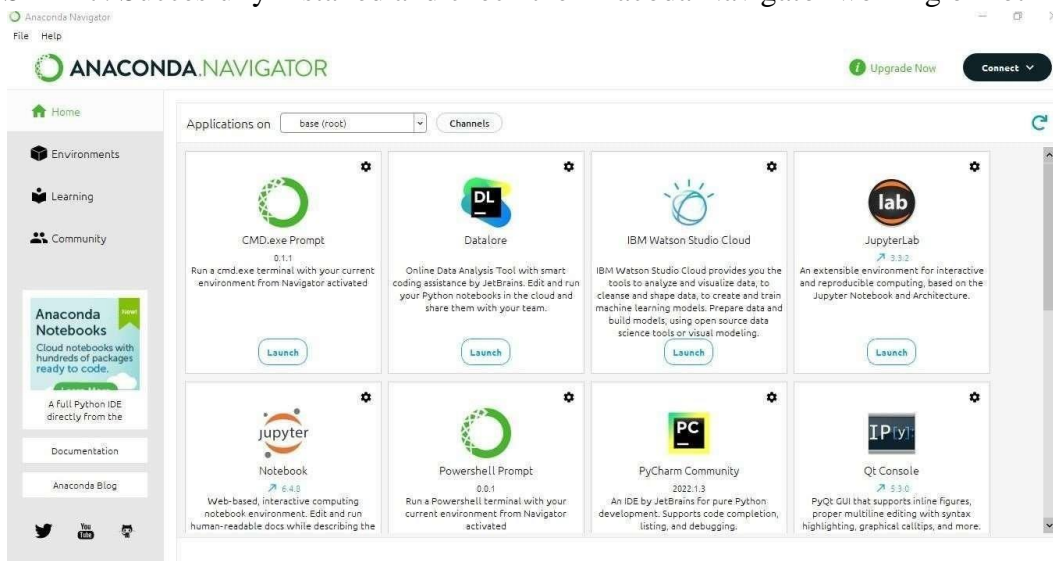 Anaconda Navigator
File Help
ANACONDA.NAVIGATOR
Upgrade Now
Connect
Home
Environments
Learning
Community
Applications on
base (root)
Channels
CMD.exe Prompt
0.1.1
Run a cmd.exe terminal with your current
environment from Navigator activated
Launch
DL
Datalore
Online Data Analysis Tool with smart
coding assistance by JetBrains. Edit and run
your Python notebooks in the cloud and
share them with your team.
Launch
IBM Watson Studio Cloud
IBM Watson Studio Cloud provides you the
tools to analyze and visualize data, to
cleanse and shape data, to create and train
machine learning models. Prepare data and
build models, using open source data
science tools or visual modeling.
Launch
lab
JupyterLab
3.3.2
An extensible environment for interactive
and reproducible computing, based on the
Jupyter Notebook and Architecture.
Launch
Anaconda
Notebooks
New!
Cloud notebooks with
hundreds of packages
ready to code.
Learn More
A full Python IDE
directly from the
Documentation
Anaconda Blog
You
Tube
jupyter
Notebook
6.4.8
Web-based, interactive computing
notebook environment. Edit and run
human-readable docs while describing the
Powershell Prompt
0.0.1
Run a Powershell terminal with your
current environment from Navigator
activated
PC
PyCharm Community
2022.1.3
An IDE by JetBrains for pure Python
development. Supports code completion,
listing, and debugging.
IP[y]:
Qt Console
5.3.0
PyQt GUI that supports inline figures,
proper multiline editing with syntax
highlighting, graphical calltips, and more.